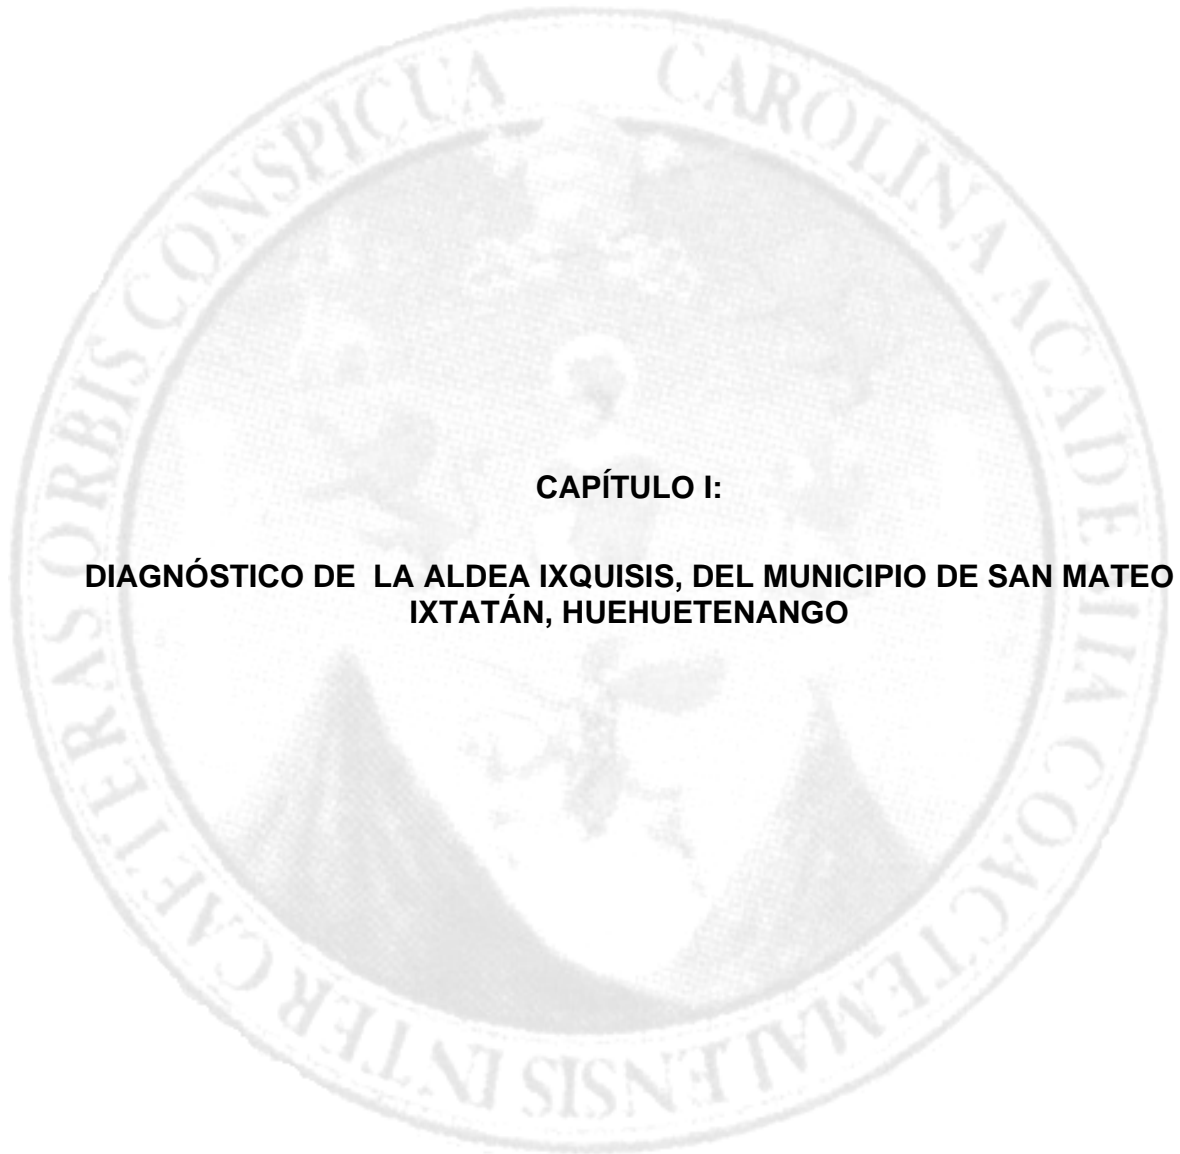 CAPÍTULO I:
DIAGNÓSTICO DE LA ALDEA IXQUISIS, DEL MUNICIPIO DE SAN MATEO
IXTATÁN, HUEHUETENANGO
CAETERAS ORBIS CONSPICUA CAROLINA ACADEMIA COACTEMALENSIS INTER